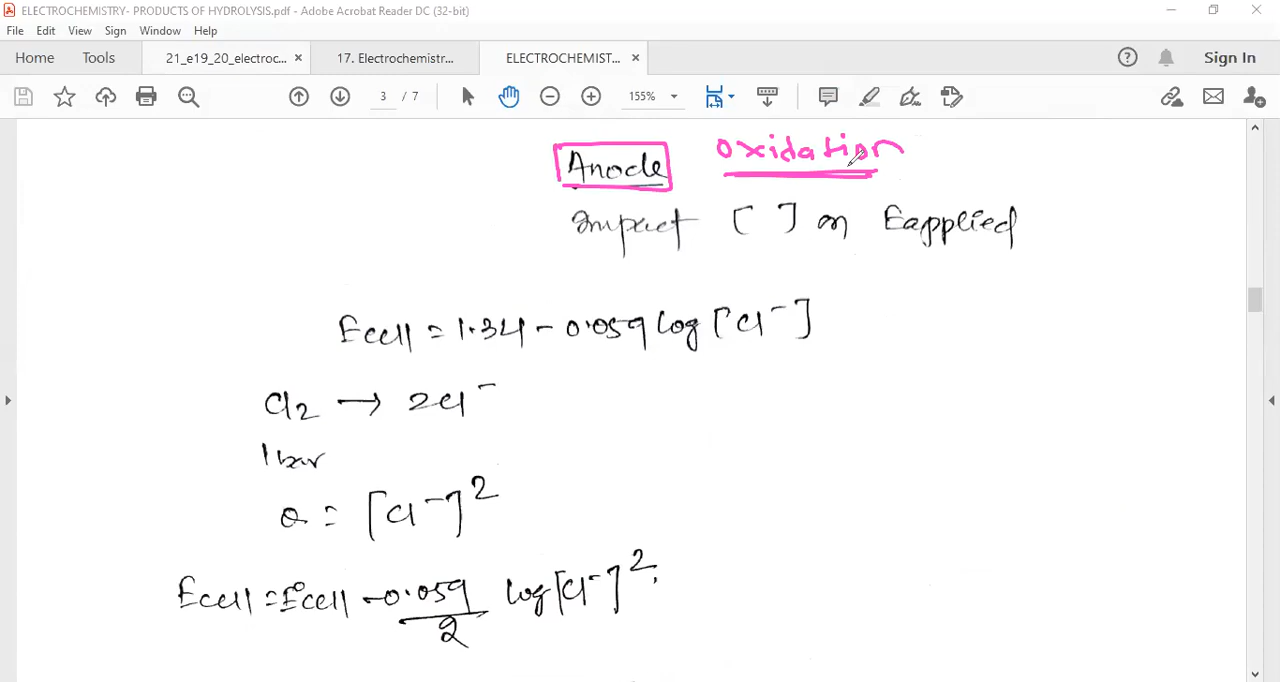 ELECTROCHEMISTRY- PRODUCTS OF HYDROLYSIS.pdf - Adobe Acrobat Reader DC (32-bit)
File Edit View Sign Window Help
Home Tools 21_e19_20_electroc... × 17. Electrochemistr... ELECTROCHEMIST... × Sign In
3 / 7 155%
Anode oxidation
Impact [ ] on Eapplied
Ecell = 1.34 - 0.059 log [Cl⁻]
Cl₂ → 2Cl⁻
1 bar
Q = [Cl⁻]²
Ecell = E°cell - 0.059/2 log [Cl⁻]²